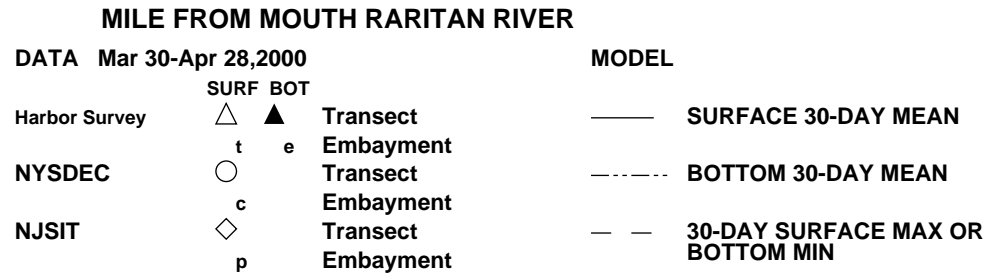 MILE FROM MOUTH RARITAN RIVER
DATA Mar 30-Apr 28,2000 MODEL
SURF BOT
Harbor Survey Transect SURFACE 30-DAY MEAN
t e Embayment
NYSDEC Transect BOTTOM 30-DAY MEAN
c Embayment
NJSIT Transect 30-DAY SURFACE MAX OR
BOTTOM MIN
p Embayment